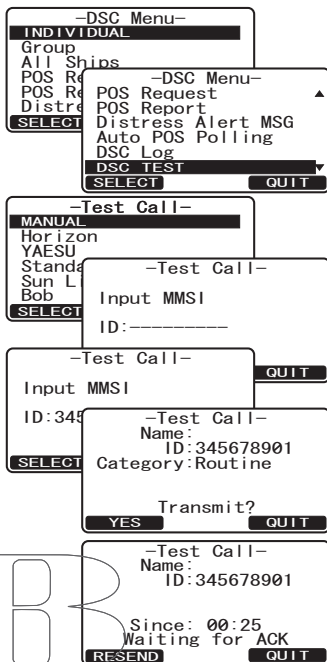 –DSC Menu–
INDIVIDUAL
Group
All Ships
POS Re
POS Re
Distre
SELECT
–DSC Menu–
POS Request
POS Report
Distress Alert MSG
Auto POS Polling
DSC Log
DSC TEST
SELECT QUIT
–Test Call–
MANUAL
Horizon
YAESU
Standa
Sun Li
Bob
SELECT
–Test Call–
Input MMSI
ID:–––––––––
QUIT
–Test Call–
Input MMSI
ID:345
SELECT
–Test Call–
Name:
ID:345678901
Category:Routine
Transmit?
YES QUIT
–Test Call–
Name:
ID:345678901
Since: 00:25
Waiting for ACK
RESEND QUIT